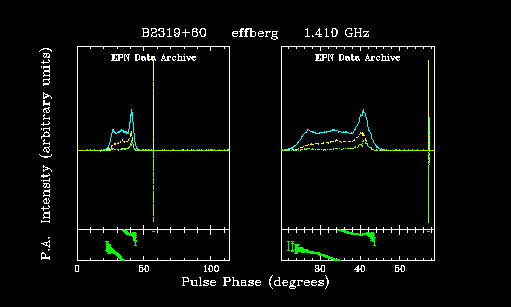 B2319+60 effberg 1.410 GHz
EPN Data Archive EPN Data Archive
P.A. Intensity (arbitrary units)
0 50 100 30 40 50
Pulse Phase (degrees)